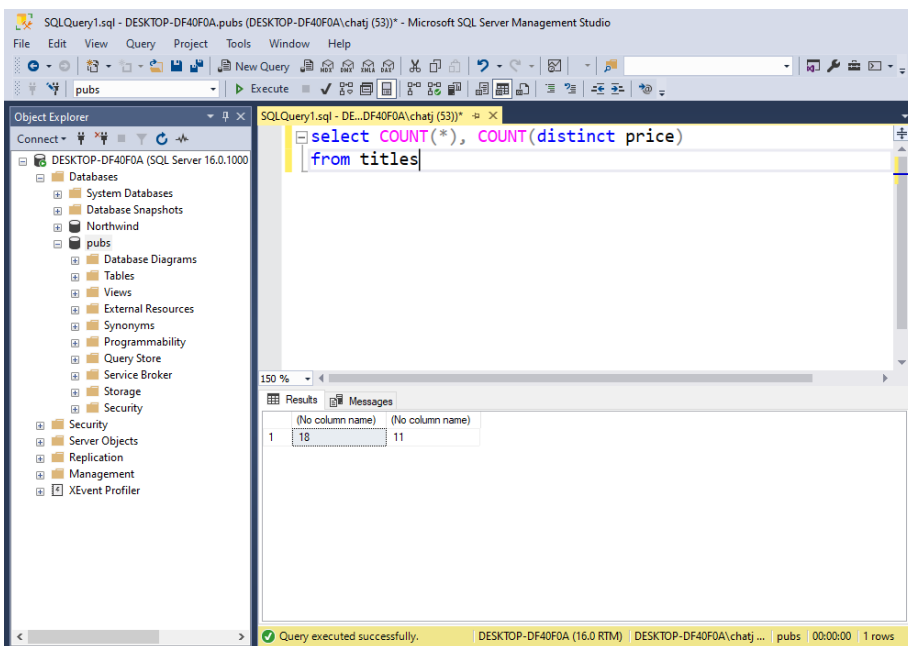 SQLQuery1.sql - DESKTOP-DF40F0A.pubs (DESKTOP-DF40F0A\chatj (53))* - Microsoft SQL Server Management Studio
File Edit View Query Project Tools Window Help
New Query
MDX DMX XMLA DAX
pubs Execute
Object Explorer
Connect
DESKTOP-DF40F0A (SQL Server 16.0.1000
Databases
System Databases
Database Snapshots
Northwind
pubs
Database Diagrams
Tables
Views
External Resources
Synonyms
Programmability
Query Store
Service Broker
Storage
Security
Security
Server Objects
Replication
Management
XEvent Profiler
SQLQuery1.sql - DE...DF40F0A\chatj (53))*
select COUNT(*), COUNT(distinct price)
from titles
150 %
Results Messages
(No column name) (No column name)
1 18 11
Query executed successfully. DESKTOP-DF40F0A (16.0 RTM) DESKTOP-DF40F0A\chatj ... pubs 00:00:00 1 rows